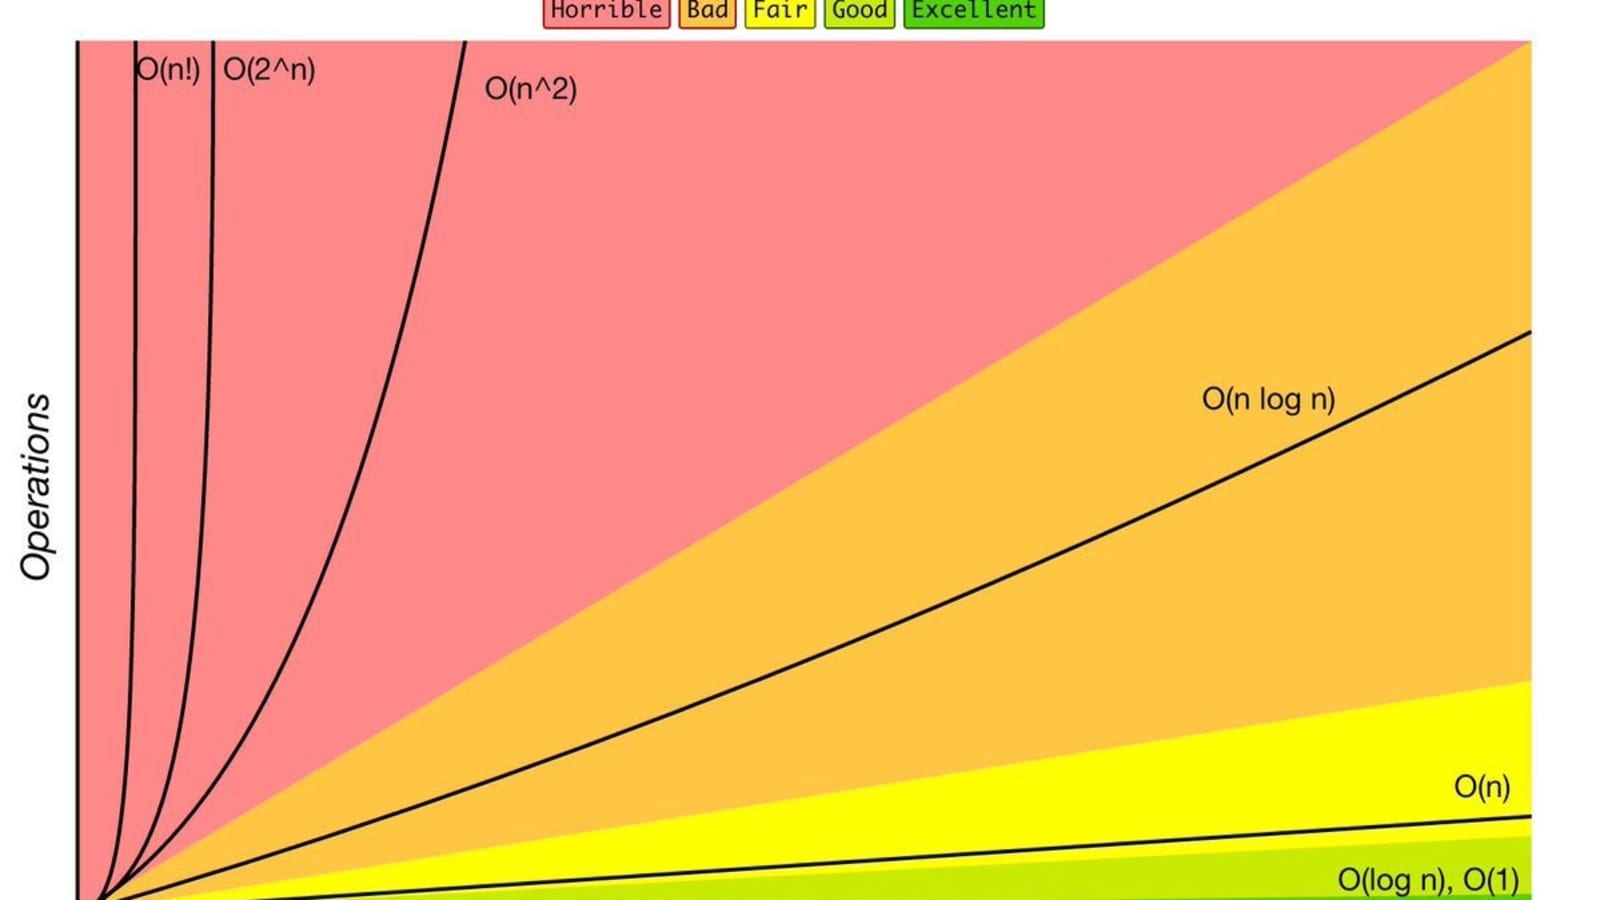 Horrible Bad Fair Good Excellent
O(n!) O(2^n)
O(n^2)
O(n log n)
Operations
O(n)
O(log n), O(1)